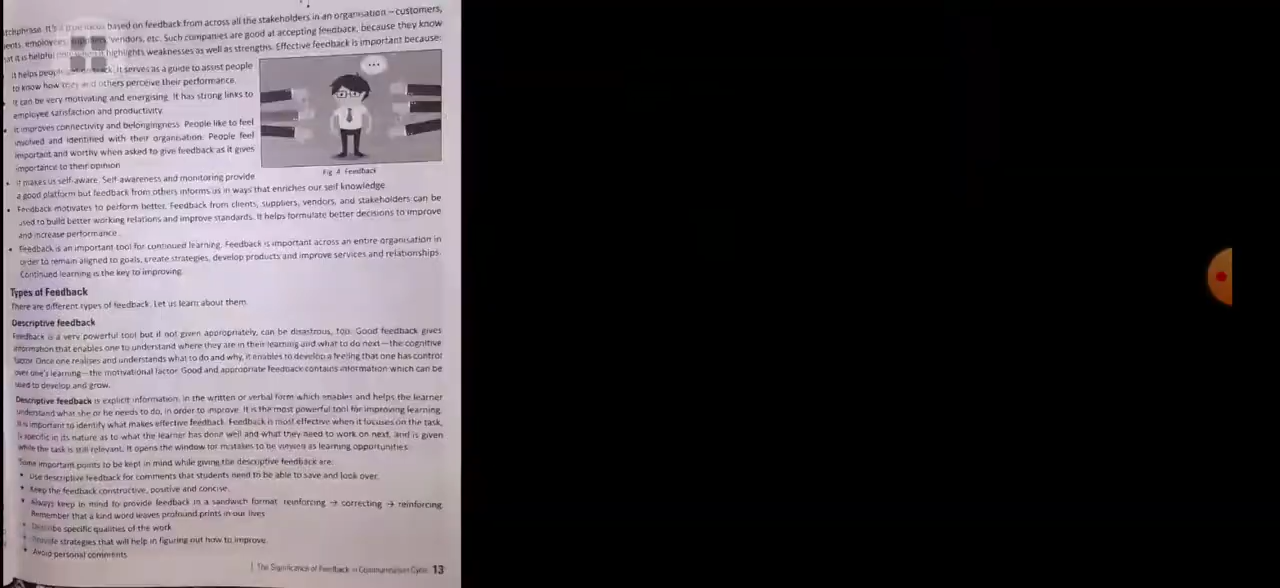 based on feedback from across all the stakeholders in an organisation – customers,
vendors, etc. Such companies are good at accepting feedback, because they know
it is helpful highlights weaknesses as well as strengths. Effective feedback is important because:
It helps people It serves as a guide to assist people
to know how they and others perceive their performance.
It can be very motivating and energising. It has strong links to
employee satisfaction and productivity.
• It improves connectivity and belongingness. People like to feel
involved and identified with their organisation. People feel
important and worthy when asked to give feedback as it gives
importance to their opinion
...
Fig 4 Feedback
• It makes us self-aware. Self awareness and monitoring provide
a good platform but feedback from others informs us in ways that enriches our self knowledge
• Feedback motivates to perform better. Feedback from clients, suppliers, vendors, and stakeholders can be
used to build better working relations and improve standards. It helps formulate better decisions to improve
and increase performance.
• Feedback is an important tool for continued learning. Feedback is important across an entire organisation in
order to remain aligned to goals, create strategies, develop products and improve services and relationships.
Continued learning is the key to improving.
Types of Feedback
There are different types of feedback. Let us learn about them.
Descriptive feedback
Feedback is a very powerful tool but if not given appropriately, can be disastrous, too. Good feedback gives
information that enables one to understand where they are in their learning and what to do next—the cognitive
factor. Once one realises and understands what to do and why, it enables to develop a feeling that one has control
over one's learning—the motivational factor. Good and appropriate feedback contains information which can be
used to develop and grow.
Descriptive feedback is explicit information, in the written or verbal form which enables and helps the learner
understand what she or he needs to do, in order to improve. It is the most powerful tool for improving learning.
It is important to identify what makes effective feedback. Feedback is most effective when it focuses on the task,
is specific in its nature as to what the learner has done well and what they need to work on next, and is given
while the task is still relevant. It opens the window for mistakes to be viewed as learning opportunities.
Some important points to be kept in mind while giving the descriptive feedback are:
• Use descriptive feedback for comments that students need to be able to save and look over.
• Keep the feedback constructive, positive and concise.
• Always keep in mind to provide feedback in a sandwich format: reinforcing → correcting → reinforcing.
Remember that a kind word leaves profound prints in our lives
• Describe specific qualities of the work
• Provide strategies that will help in figuring out how to improve.
• Avoid personal comments
The Significance of Feedback in Communication Cycle 13